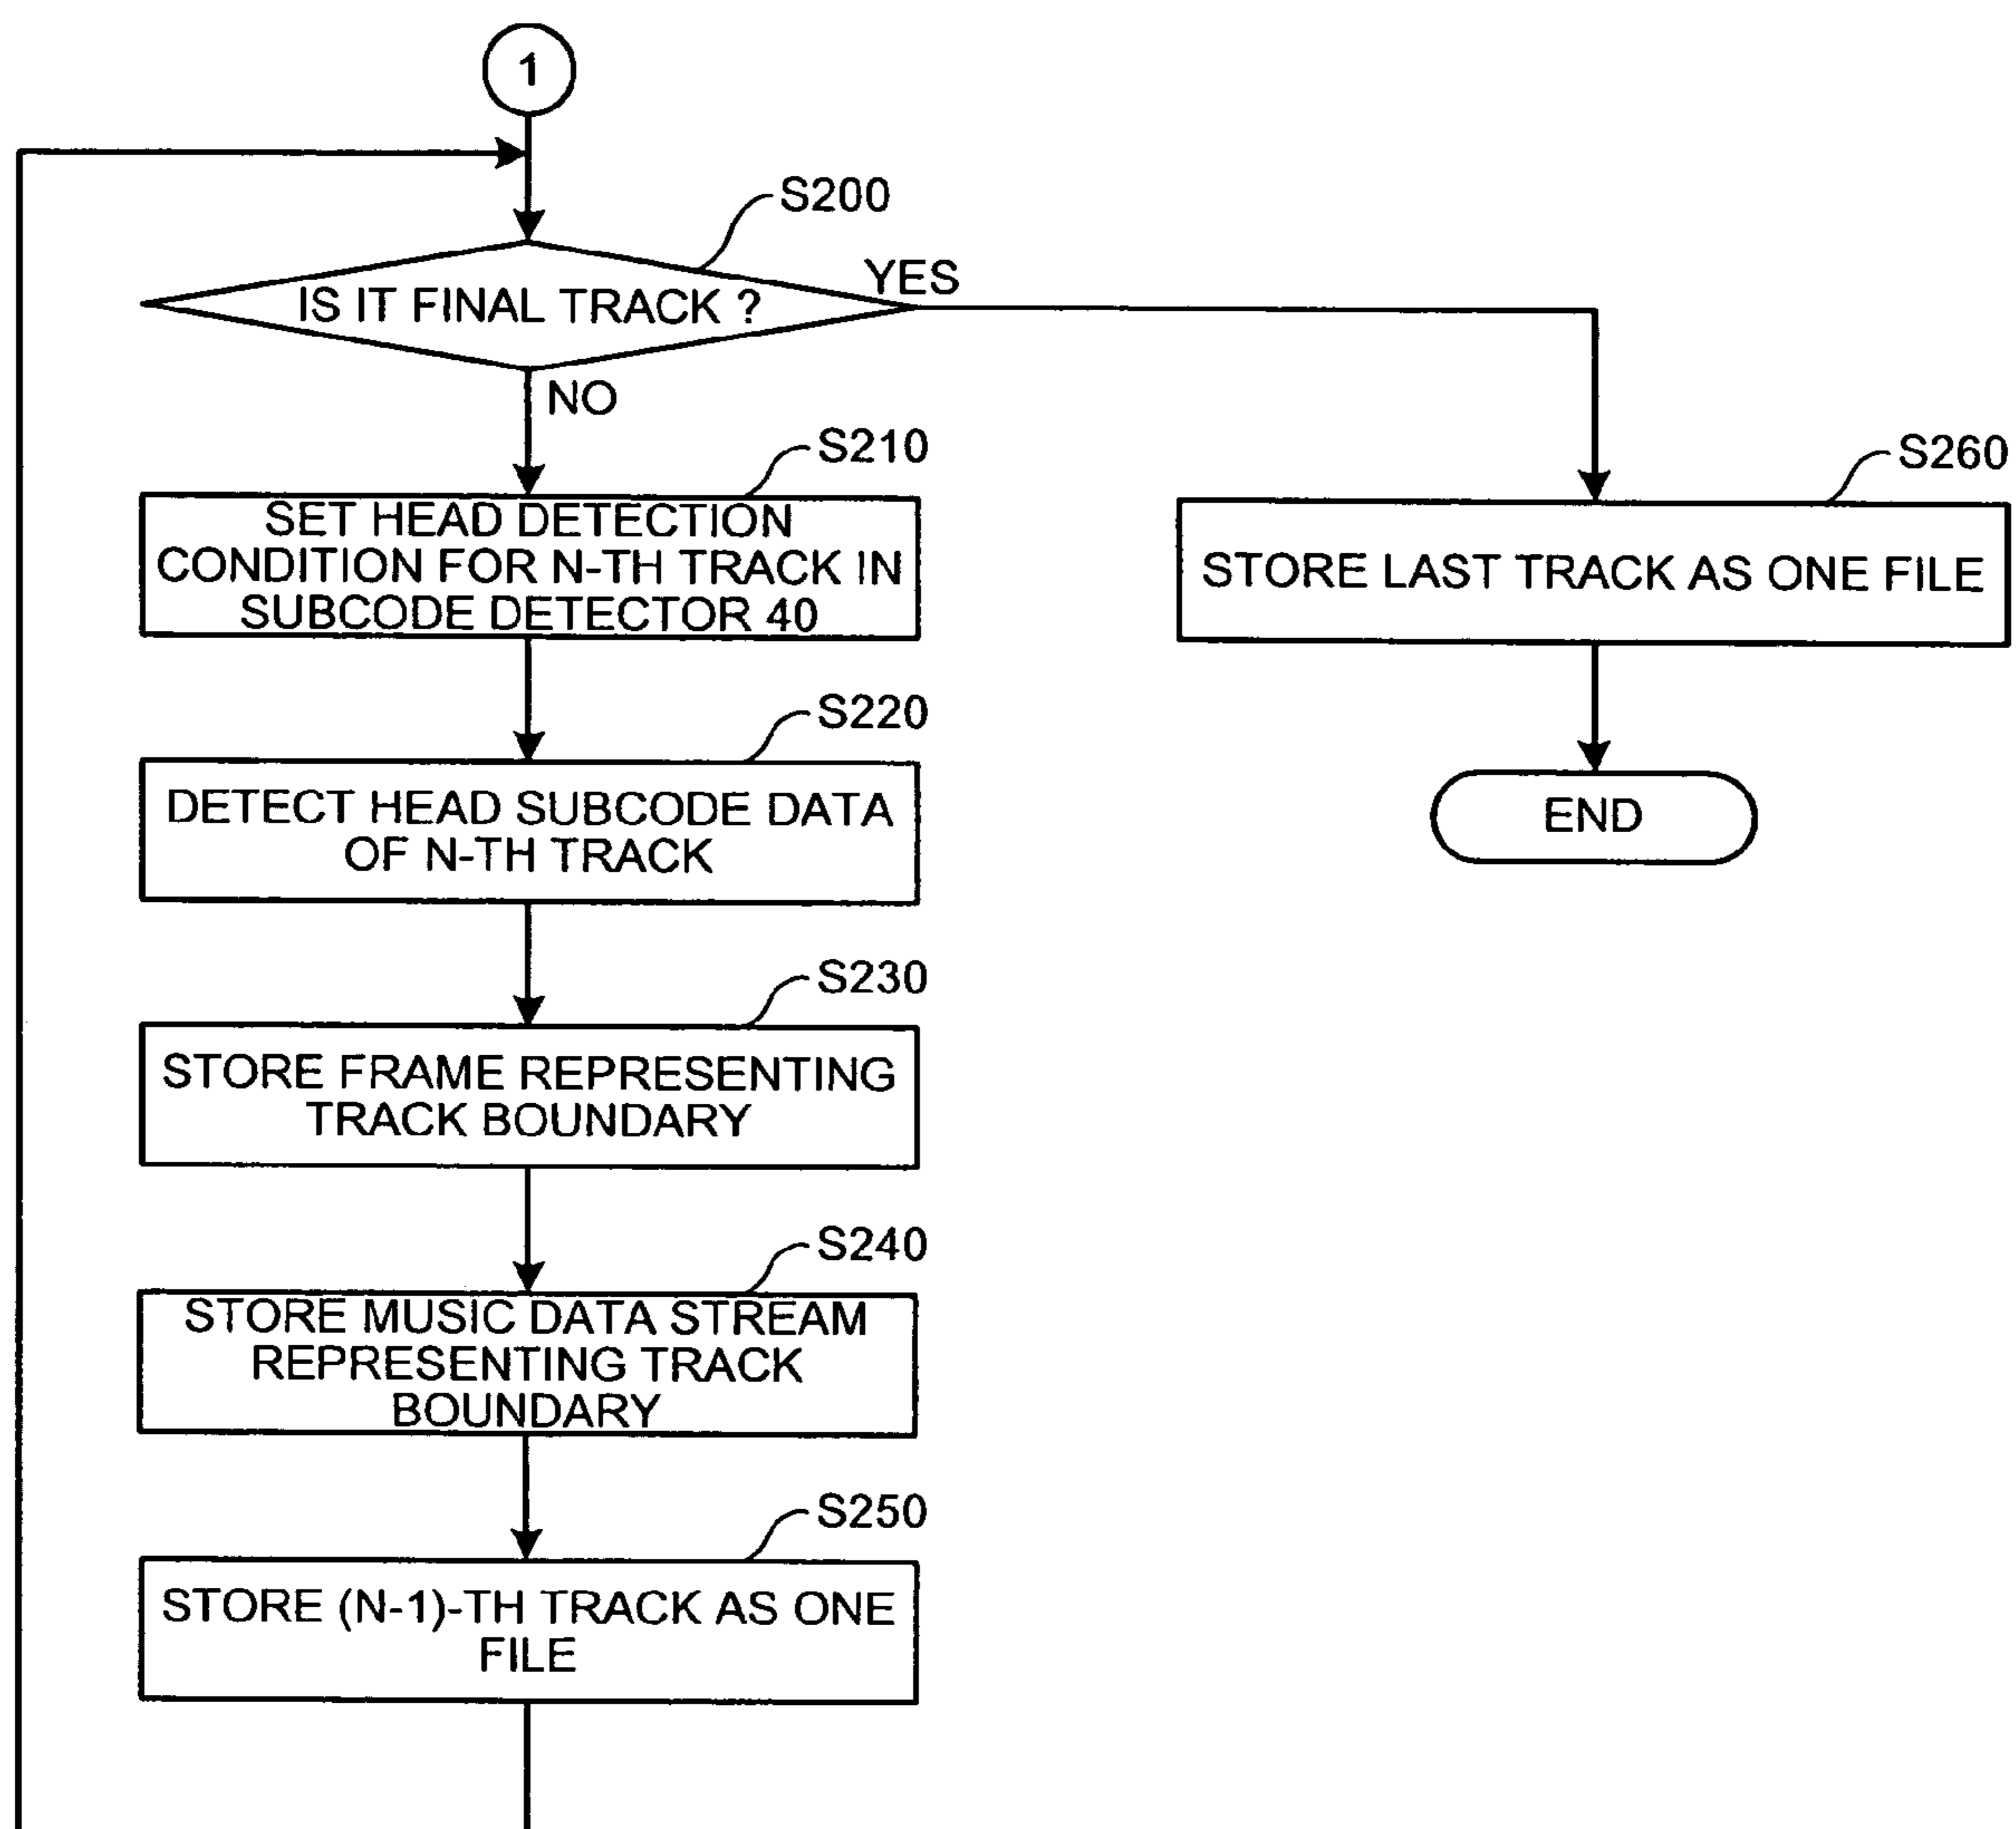 1
S200
YES
IS IT FINAL TRACK ?
NO
S210
SET HEAD DETECTION
CONDITION FOR N-TH TRACK IN
SUBCODE DETECTOR 40
S260
STORE LAST TRACK AS ONE FILE
S220
DETECT HEAD SUBCODE DATA
OF N-TH TRACK
END
S230
STORE FRAME REPRESENTING
TRACK BOUNDARY
S240
STORE MUSIC DATA STREAM
REPRESENTING TRACK
BOUNDARY
S250
STORE (N-1)-TH TRACK AS ONE
FILE